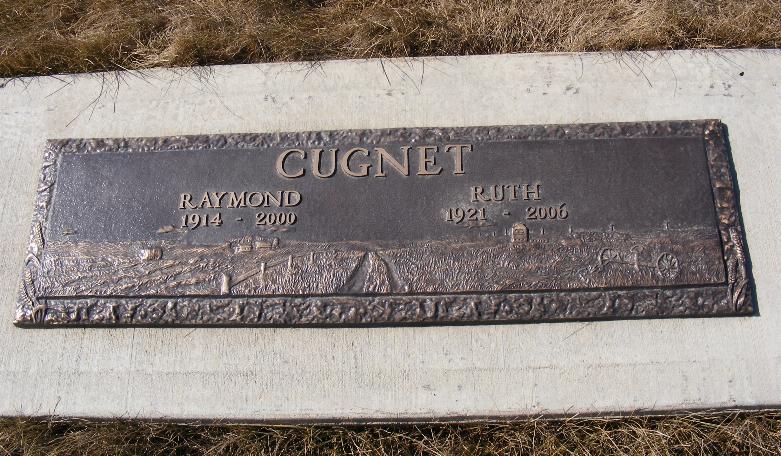 CUGNET
RAYMOND RUTH
1914 - 2000 1921 - 2006